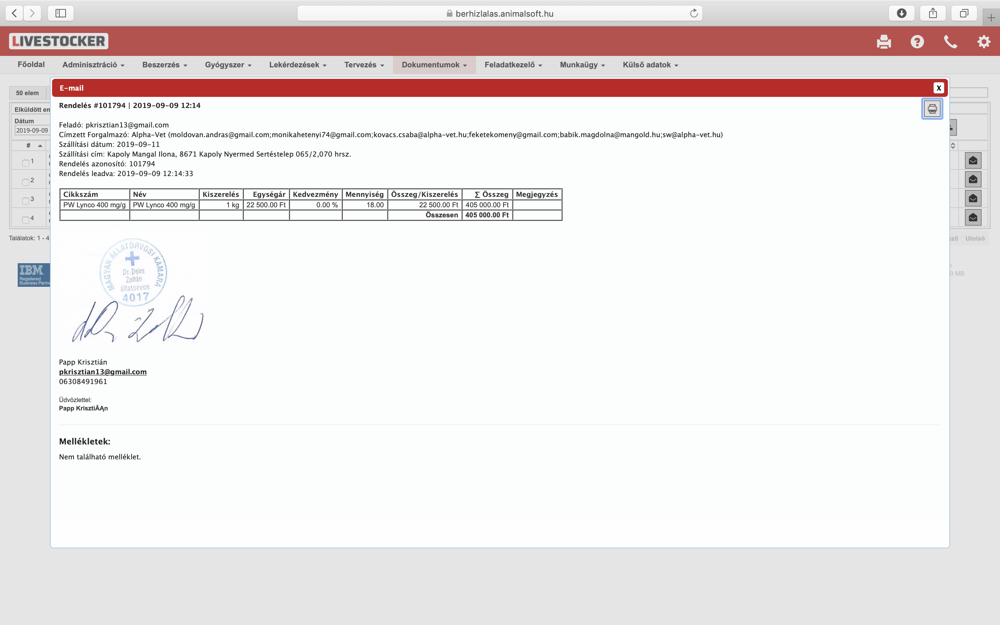 berhizlalas.animalsoft.hu
LIVESTOCKER
Főoldal Adminisztráció Beszerzés Gyógyszer Lekérdezések Tervezés Dokumentumok Feladatkezelő Munkaügy Külső adatok
E-mail X
50 elem
Rendelés #101794 | 2019-09-09 12:14
Elküldött em
Dátum
2019-09-09
Feladó: pkrisztian13@gmail.com
Címzett Forgalmazó: Alpha-Vet (moldovan.andras@gmail.com;monikahetenyi74@gmail.com;kovacs.csaba@alpha-vet.hu;feketekomeny@gmail.com;babik.magdolna@mangold.hu;sw@alpha-vet.hu)
Szállítási dátum: 2019-09-11
Szállítási cím: Kapoly Mangal Ilona, 8671 Kapoly Nyermed Sertéstelep 065/2,070 hrsz.
Rendelés azonosító: 101794
Rendelés leadva: 2019-09-09 12:14:33
#
1
2
3
4
Cikkszám Név Kiszerelés Egységár Kedvezmény Mennyiség Összeg/Kiszerelés Σ Összeg Megjegyzés
PW Lynco 400 mg/g PW Lynco 400 mg/g 1 kg 22 500.00 Ft 0.00 % 18.00 22 500.00 Ft 405 000.00 Ft
Összesen 405 000.00 Ft
Találatok: 1 - 4
ező Utolsó
MAGYAR ÁLLATORVOSI KAMARA
Dr. Deim
Zoltán
állatorvos
4017
IBM
Registered
Business Partne
0 MB
Papp Krisztián
pkrisztian13@gmail.com
06308491961
Üdvözlettel:
Papp KrisztiĂĄn
Mellékletek:
Nem található melléklet.